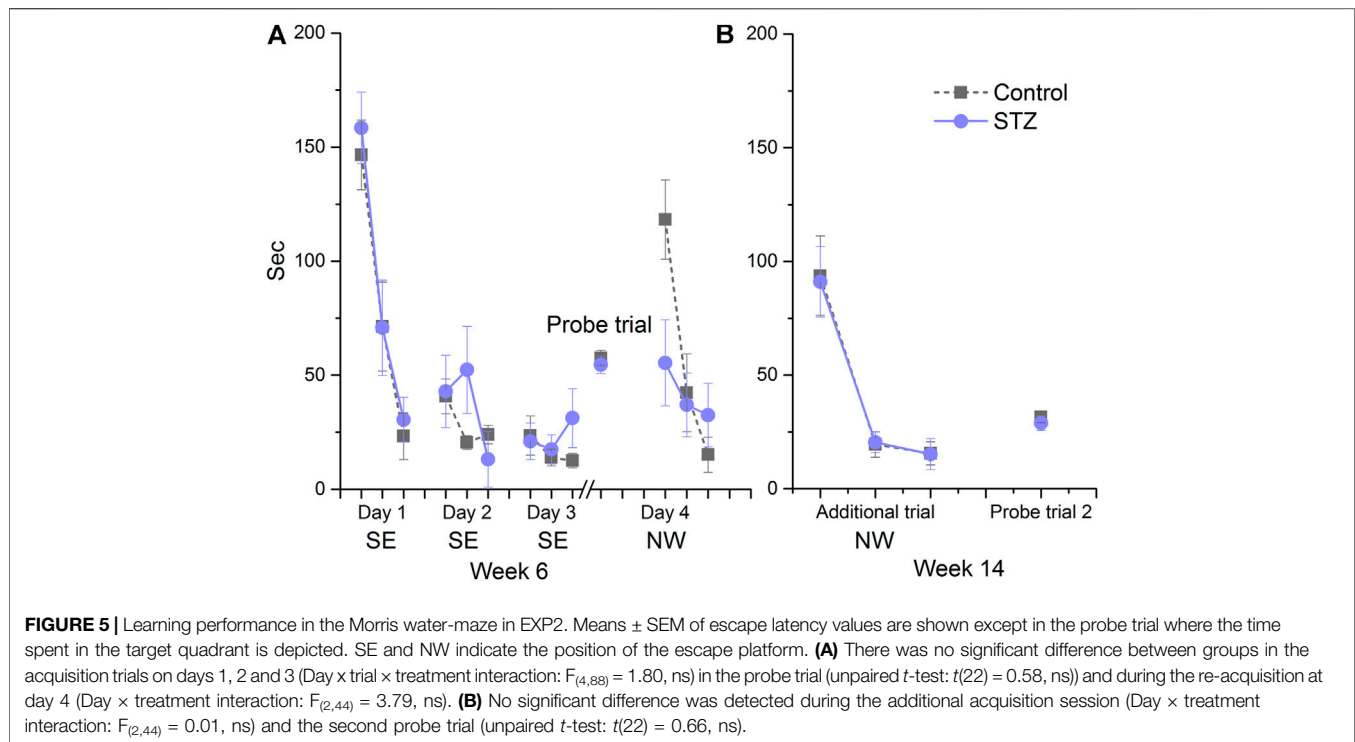 A
B
200
150
100
50
0
Sec
Probe trial
Day 1
Day 2
Day 3
Day 4
SE
SE
SE
NW
Week 6
200
150
100
50
0
Control
STZ
Additional trial
Probe trial 2
NW
Week 14
FIGURE 5 | Learning performance in the Morris water-maze in EXP2. Means ± SEM of escape latency values are shown except in the probe trial where the time
spent in the target quadrant is depicted. SE and NW indicate the position of the escape platform. (A) There was no significant difference between groups in the
acquisition trials on days 1, 2 and 3 (Day x trial × treatment interaction: F(4,88) = 1.80, ns) in the probe trial (unpaired t-test: t(22) = 0.58, ns)) and during the re-acquisition at
day 4 (Day × treatment interaction: F(2,44) = 3.79, ns). (B) No significant difference was detected during the additional acquisition session (Day × treatment
interaction: F(2,44) = 0.01, ns) and the second probe trial (unpaired t-test: t(22) = 0.66, ns).